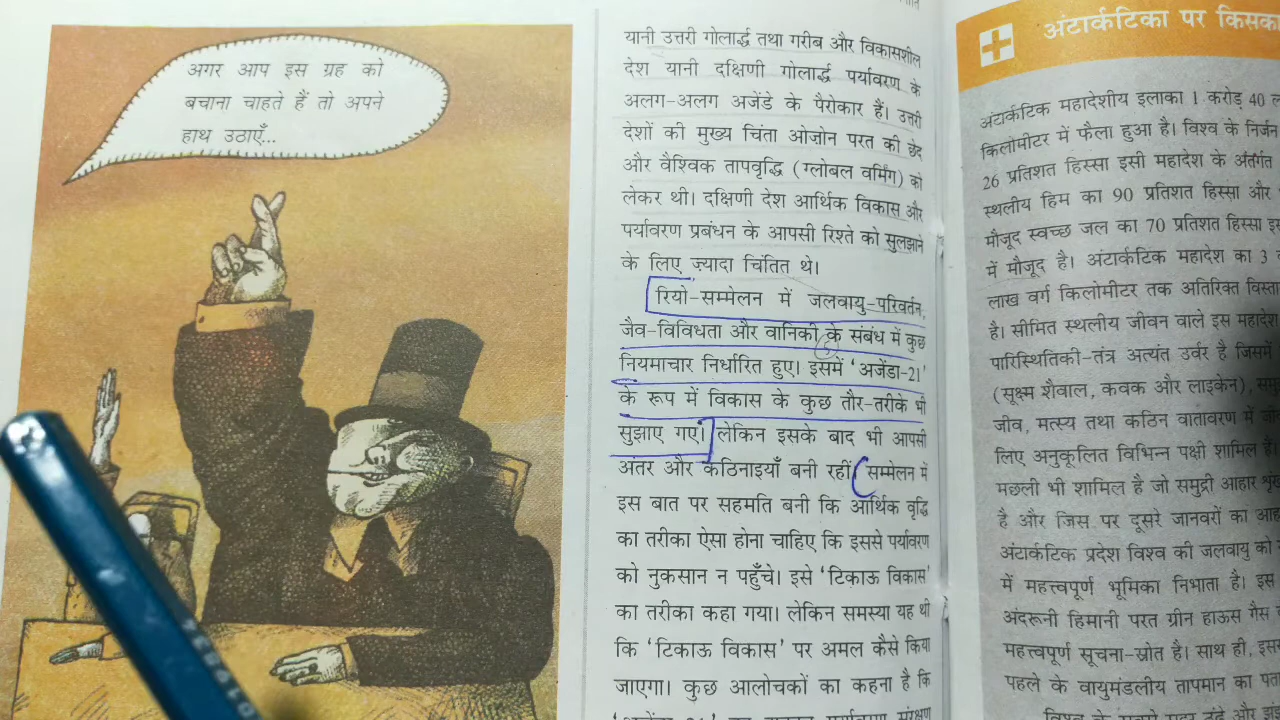 अगर आप इस ग्रह को
बचाना चाहते हैं तो अपने
हाथ उठाएँ...
यानी उत्तरी गोलार्द्ध तथा गरीब और विकासशील
देश यानी दक्षिणी गोलार्द्ध पर्यावरण के
अलग-अलग अजेंडे के पैरोकार हैं। उत्तरी
देशों की मुख्य चिंता ओज़ोन परत की छेद
और वैश्विक तापवृद्धि (ग्लोबल वर्मिंग) को
लेकर थी। दक्षिणी देश आर्थिक विकास और
पर्यावरण प्रबंधन के आपसी रिश्ते को सुलझाने
के लिए ज्यादा चिंतित थे।
रियो-सम्मेलन में जलवायु-परिवर्तन,
जैव-विविधता और वानिकी के संबंध में कुछ
नियमाचार निर्धारित हुए। इसमें 'अजेंडा-21'
के रूप में विकास के कुछ तौर-तरीके भी
सुझाए गए। लेकिन इसके बाद भी आपसी
अंतर और कठिनाइयाँ बनी रहीं। सम्मेलन में
इस बात पर सहमति बनी कि आर्थिक वृद्धि
का तरीका ऐसा होना चाहिए कि इससे पर्यावरण
को नुकसान न पहुँचे। इसे 'टिकाऊ विकास'
का तरीका कहा गया। लेकिन समस्या यह थी
कि 'टिकाऊ विकास' पर अमल कैसे किया
जाएगा। कुछ आलोचकों का कहना है कि
अंटार्कटिका पर किसका
अंटार्कटिक महादेशीय इलाका 1 करोड़ 40
किलोमीटर में फैला हुआ है। विश्व के निर्जन
26 प्रतिशत हिस्सा इसी महादेश के अंतर्गत
स्थलीय हिम का 90 प्रतिशत हिस्सा और
मौजूद स्वच्छ जल का 70 प्रतिशत हिस्सा
में मौजूद है। अंटार्कटिक महादेश का 3
लाख वर्ग किलोमीटर तक अतिरिक्त
है। सीमित स्थलीय जीवन वाले इस महादेश
पारिस्थितिकी-तंत्र अत्यंत उर्वर है जिसमें
(सूक्ष्म शैवाल, कवक और लाइकेन),
जीव, मत्स्य तथा कठिन वातावरण में
लिए अनुकूलित विभिन्न पक्षी शामिल
मछली भी शामिल है जो समुद्री आहार
है और जिस पर दूसरे जानवरों का
अंटार्कटिक प्रदेश विश्व की जलवायु को
में महत्त्वपूर्ण भूमिका निभाता है। इस
अंदरूनी हिमानी परत ग्रीन हाऊस गैस
महत्त्वपूर्ण सूचना-स्रोत है। साथ ही,
पहले के वायुमंडलीय तापमान का